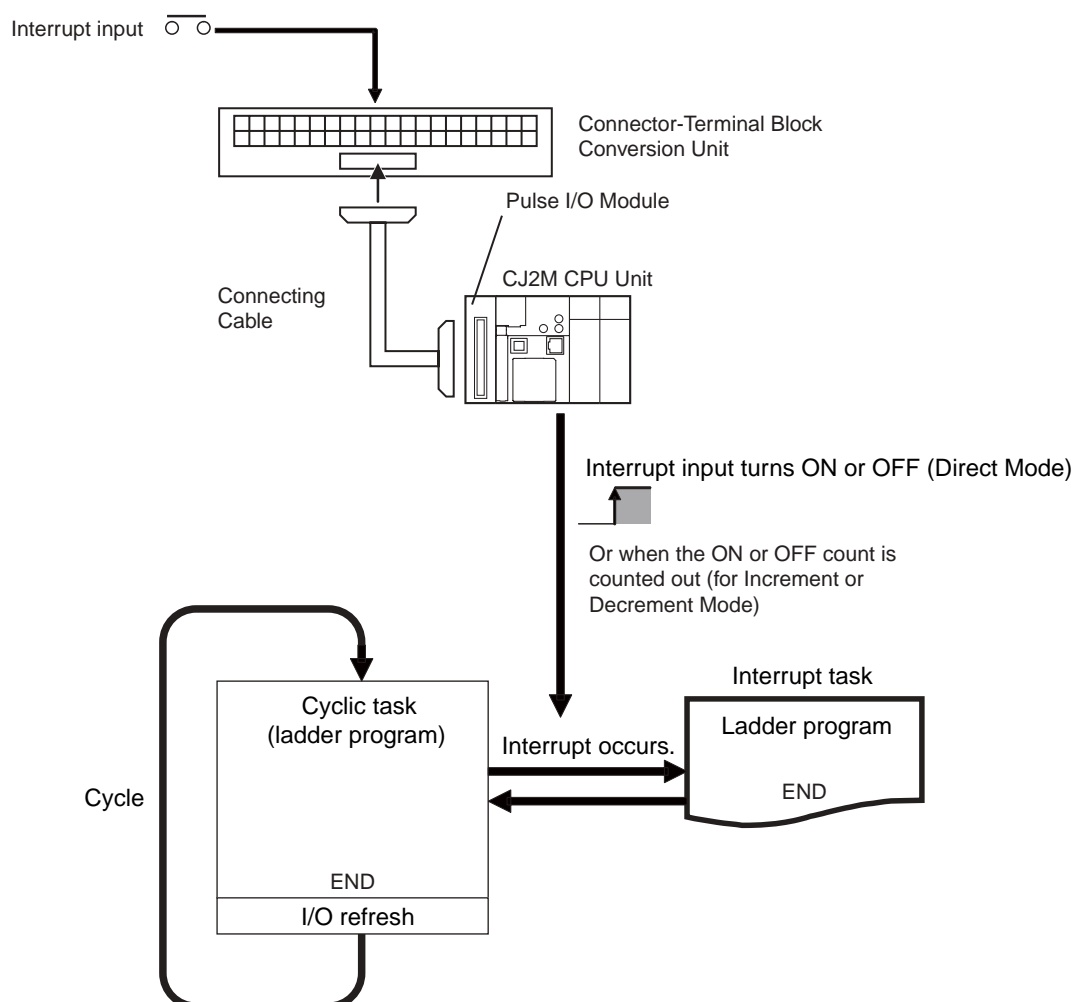 Interrupt input
Connector-Terminal Block
Conversion Unit
Pulse I/O Module
CJ2M CPU Unit
Connecting
Cable
Interrupt input turns ON or OFF (Direct Mode)
Or when the ON or OFF count is
counted out (for Increment or
Decrement Mode)
Interrupt task
Cyclic task
(ladder program)
Ladder program
Interrupt occurs.
Cycle
END
END
I/O refresh